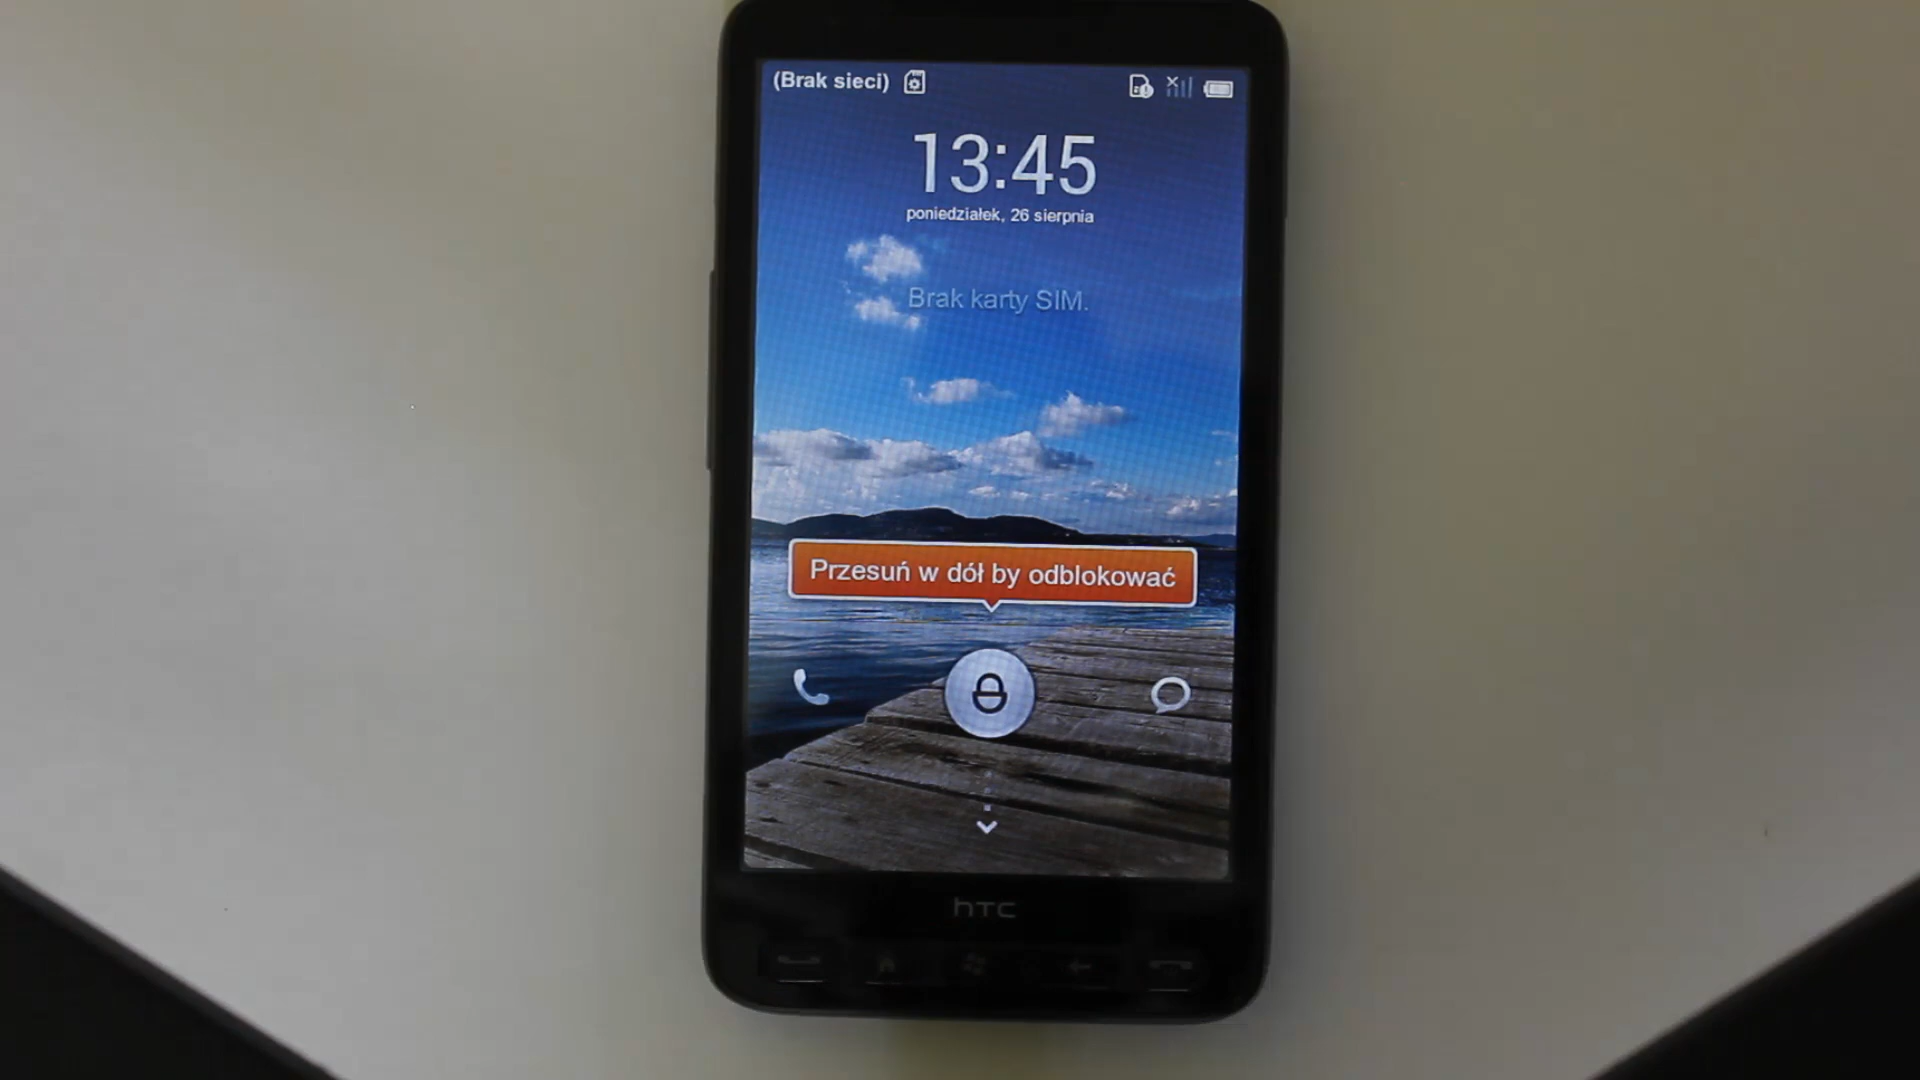 (Brak sieci)
13:45
poniedziałek, 26 sierpnia
Brak karty SIM.
Przesuń w dół by odblokować
hTC